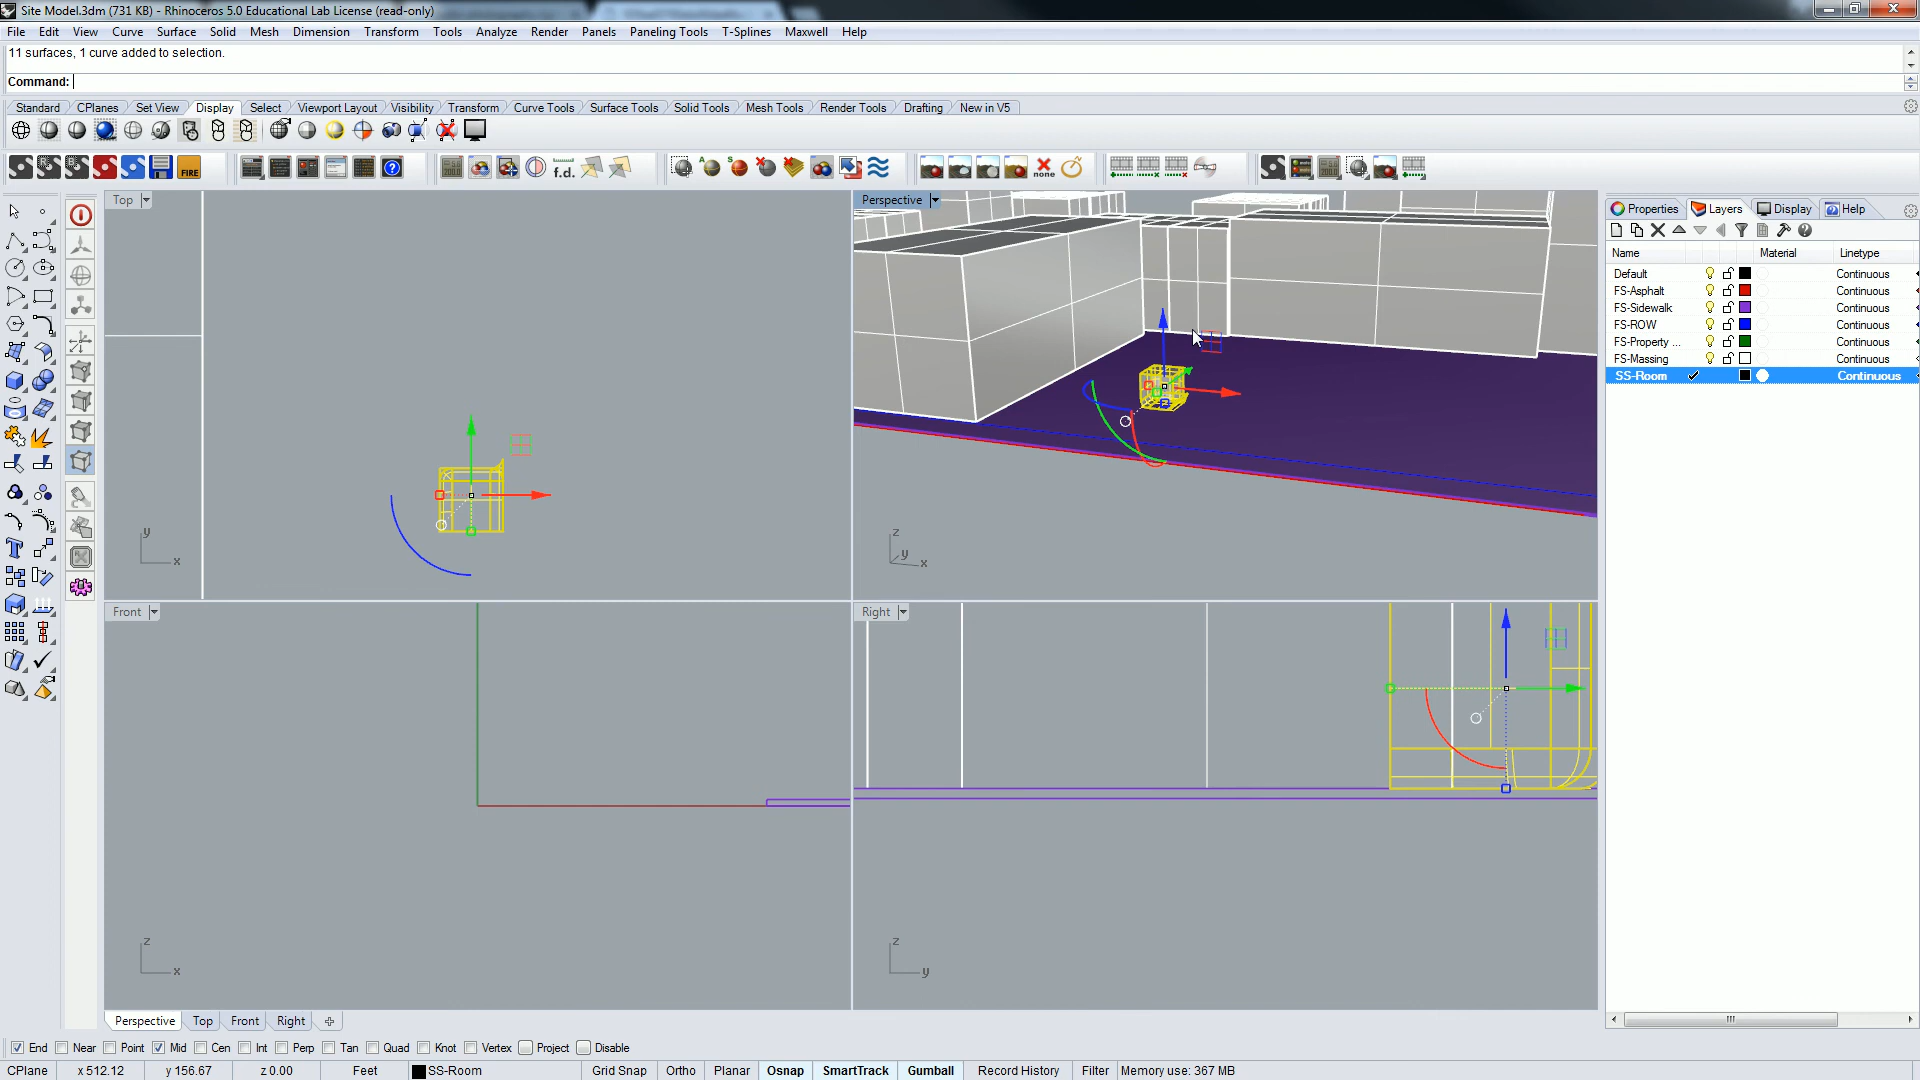 Site Model.3dm (731 KB) - Rhinoceros 5.0 Educational Lab License (read-only)
File Edit View Curve Surface Solid Mesh Dimension Transform Tools Analyze Render Panels Paneling Tools T-Splines Maxwell Help
11 surfaces, 1 curve added to selection.
Command:
Standard CPlanes Set View Display Select Viewport Layout Visibility Transform Curve Tools Surface Tools Solid Tools Mesh Tools Render Tools Drafting New in V5
FIRE f.d. none
Top
Perspective
Properties Layers Display Help
Name Material Linetype
Default Continuous
FS-Asphalt Continuous
FS-Sidewalk Continuous
FS-ROW Continuous
FS-Property ... Continuous
FS-Massing Continuous
SS-Room Continuous
y
x
z
y
x
Front
Right
z
x
z
y
Perspective Top Front Right
End Near Point Mid Cen Int Perp Tan Quad Knot Vertex Project Disable
CPlane x 512.12 y 156.67 z 0.00 Feet SS-Room Grid Snap Ortho Planar Osnap SmartTrack Gumball Record History Filter Memory use: 367 MB